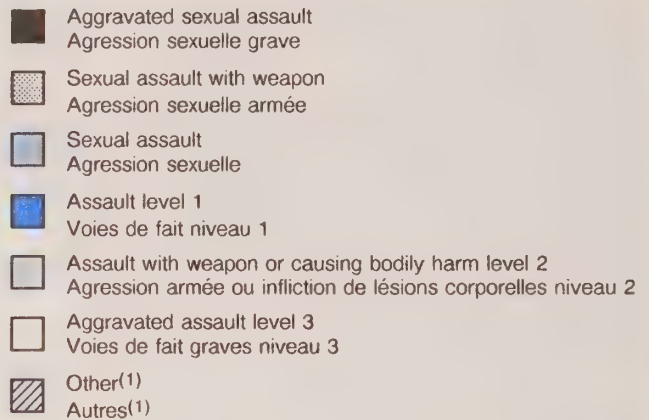 Aggravated sexual assault
Agression sexuelle grave
Sexual assault with weapon
Agression sexuelle armée
Sexual assault
Agression sexuelle
Assault level 1
Voies de fait niveau 1
Assault with weapon or causing bodily harm level 2
Agression armée ou infliction de lésions corporelles niveau 2
Aggravated assault level 3
Voies de fait graves niveau 3
Other(1)
Autres(1)